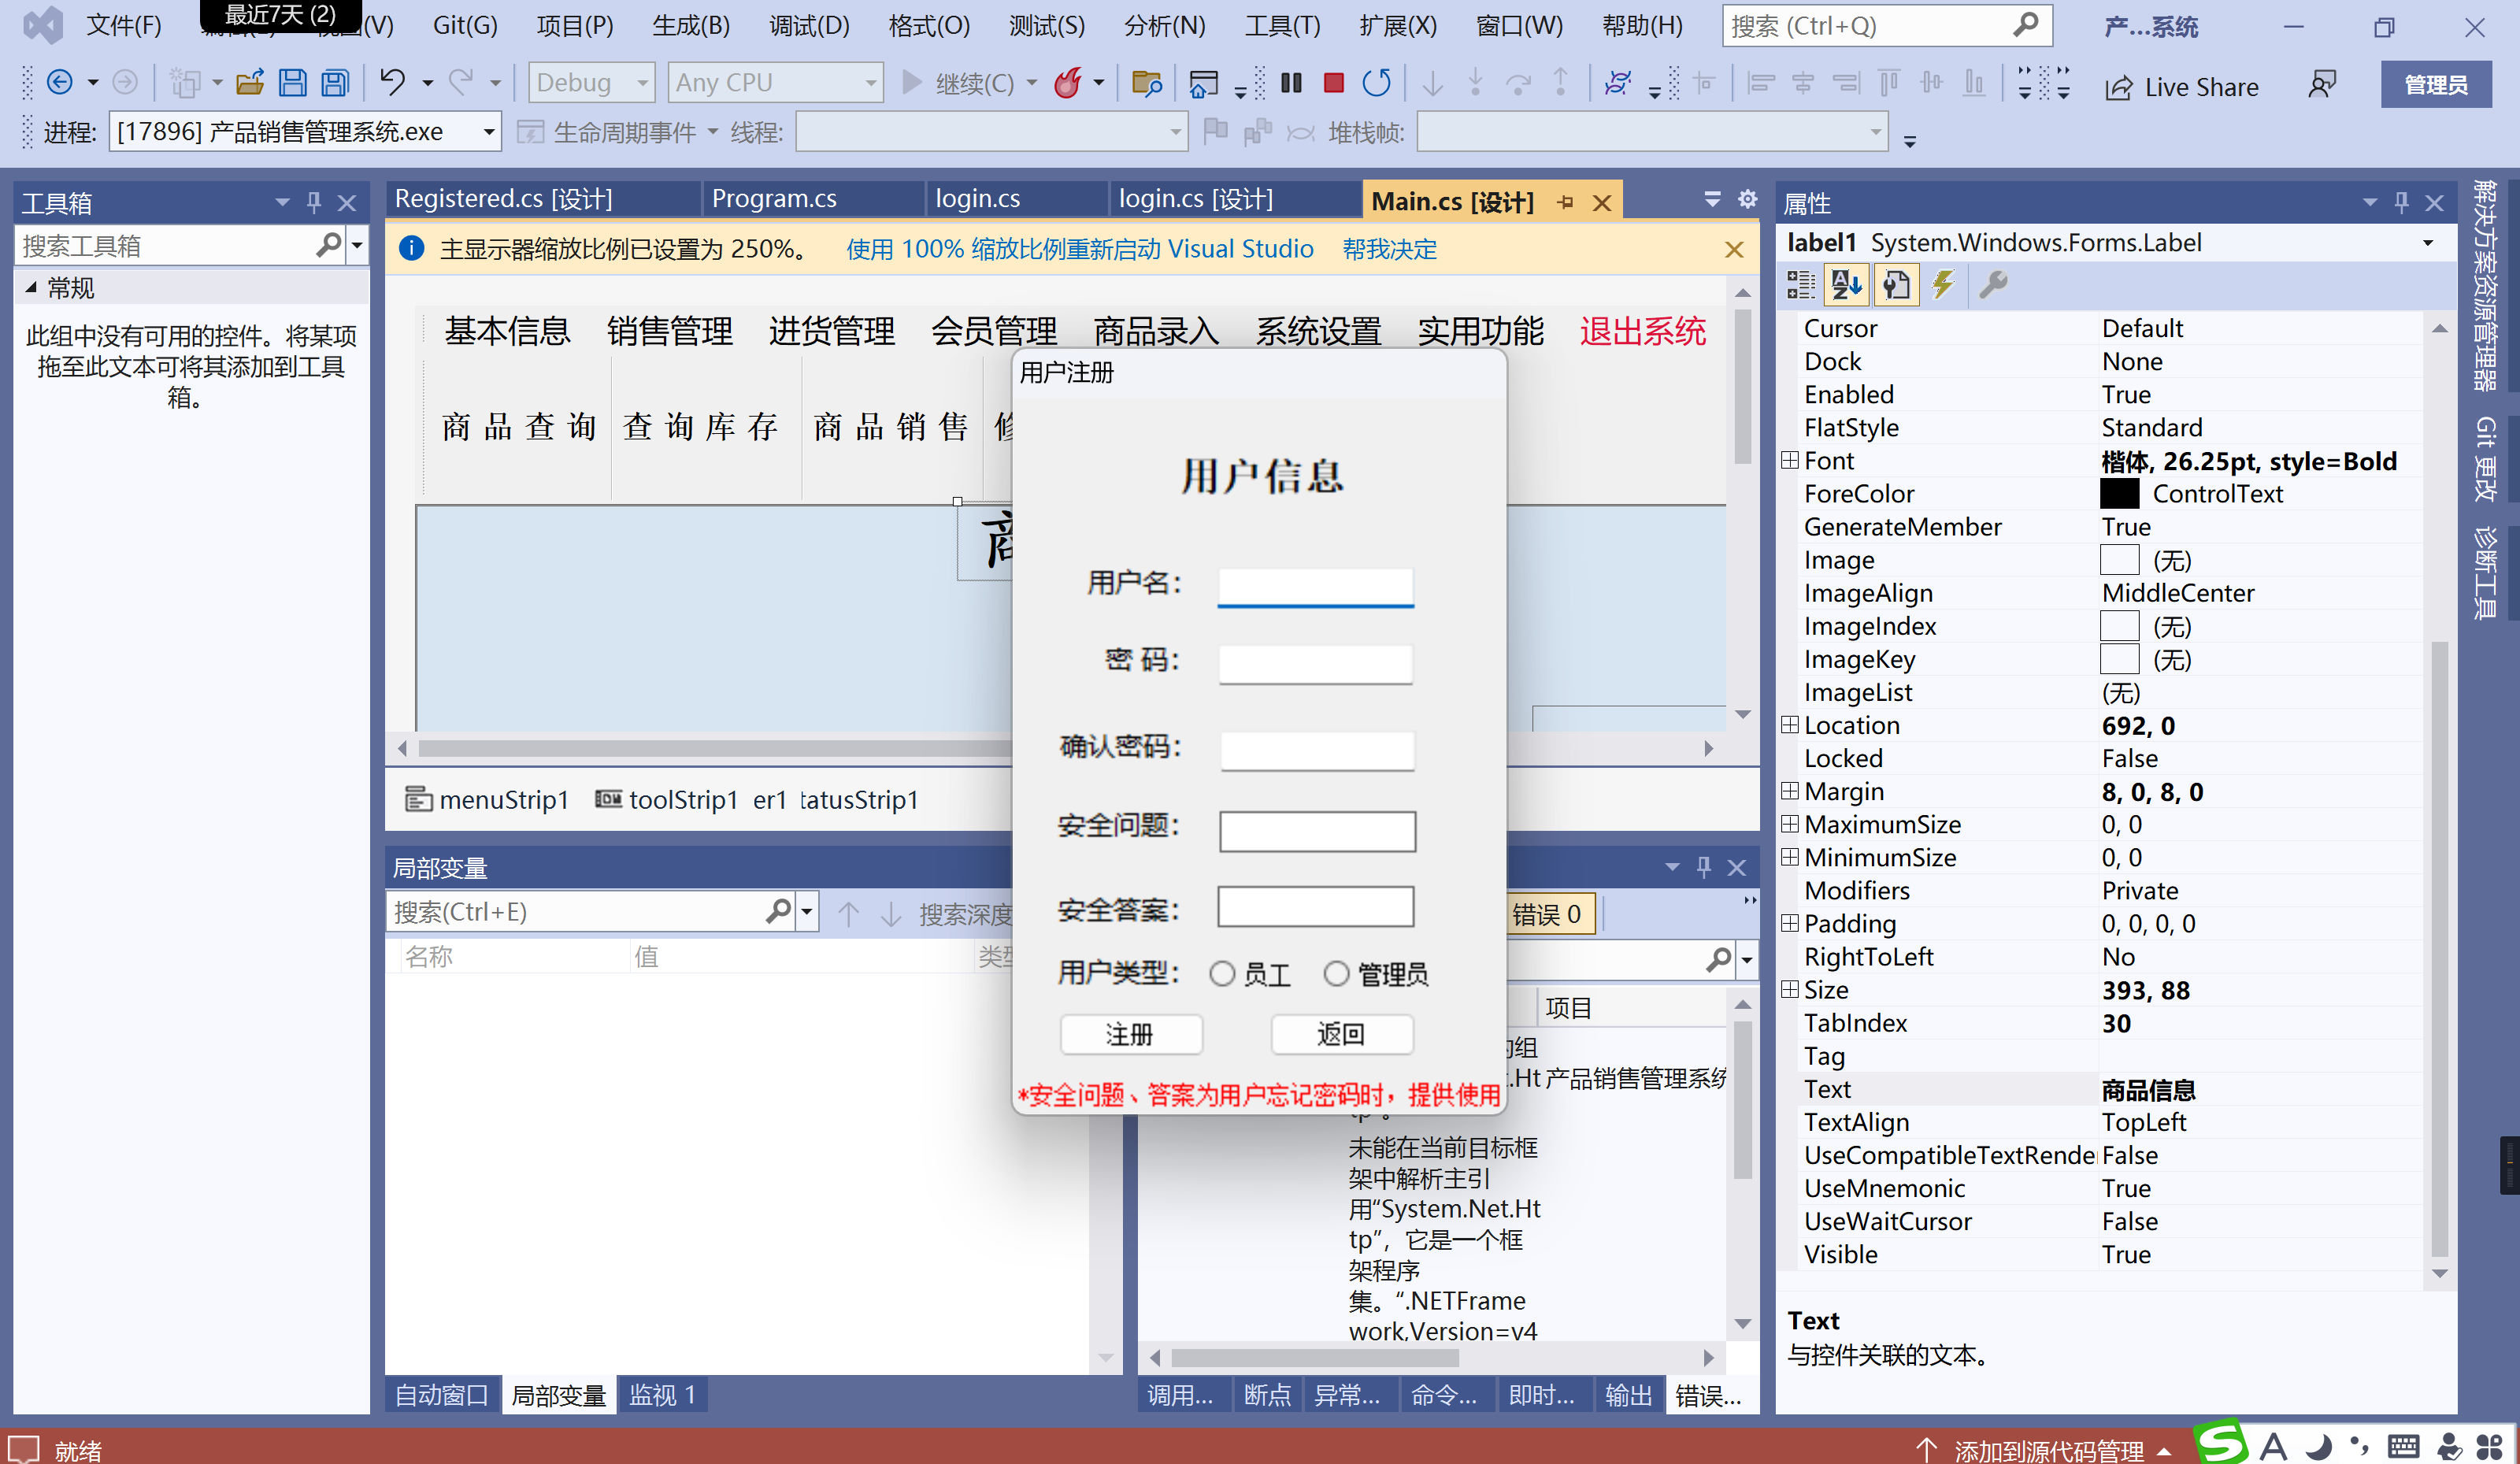 最近7天 (2)
文件(F) Git(G) 项目(P) 生成(B) 调试(D) 格式(O) 测试(S) 分析(N) 工具(T) 扩展(X) 窗口(W) 帮助(H) 搜索 (Ctrl+Q) 产...系统
Debug Any CPU 继续(C) Live Share 管理员
进程: [17896] 产品销售管理系统.exe 生命周期事件 线程: 堆栈帧:
工具箱
搜索工具箱
常规
此组中没有可用的控件。将某项
拖至此文本可将其添加到工具
箱。
Registered.cs [设计] Program.cs login.cs login.cs [设计] Main.cs [设计]
主显示器缩放比例已设置为 250%。 使用 100% 缩放比例重新启动 Visual Studio 帮我决定
基本信息 销售管理 进货管理 会员管理 商品录入 系统设置 实用功能 退出系统
商品查询 查询库存 商品销售
商
menuStrip1 toolStrip1 er1 tatusStrip1
用户注册
用户信息
用户名:
密 码:
确认密码:
安全问题:
安全答案:
用户类型: 员工 管理员
注册 返回
*安全问题、答案为用户忘记密码时，提供使用
局部变量
搜索(Ctrl+E) 搜索深度
名称 值 类型
自动窗口 局部变量 监视 1
错误 0
项目
的组
.Ht 产品销售管理系统
tp”。
未能在当前目标框
架中解析主引
用“System.Net.Ht
tp”，它是一个框
架程序
集。“.NETFrame
work,Version=v4
调用... 断点 异常... 命令... 即时... 输出 错误...
属性
label1 System.Windows.Forms.Label
Cursor Default
Dock None
Enabled True
FlatStyle Standard
Font 楷体, 26.25pt, style=Bold
ForeColor ControlText
GenerateMember True
Image (无)
ImageAlign MiddleCenter
ImageIndex (无)
ImageKey (无)
ImageList (无)
Location 692, 0
Locked False
Margin 8, 0, 8, 0
MaximumSize 0, 0
MinimumSize 0, 0
Modifiers Private
Padding 0, 0, 0, 0
RightToLeft No
Size 393, 88
TabIndex 30
Tag
Text 商品信息
TextAlign TopLeft
UseCompatibleTextRende False
UseMnemonic True
UseWaitCursor False
Visible True
Text
与控件关联的文本。
解决方案资源管理器
Git 更改
诊断工具
就绪 添加到源代码管理